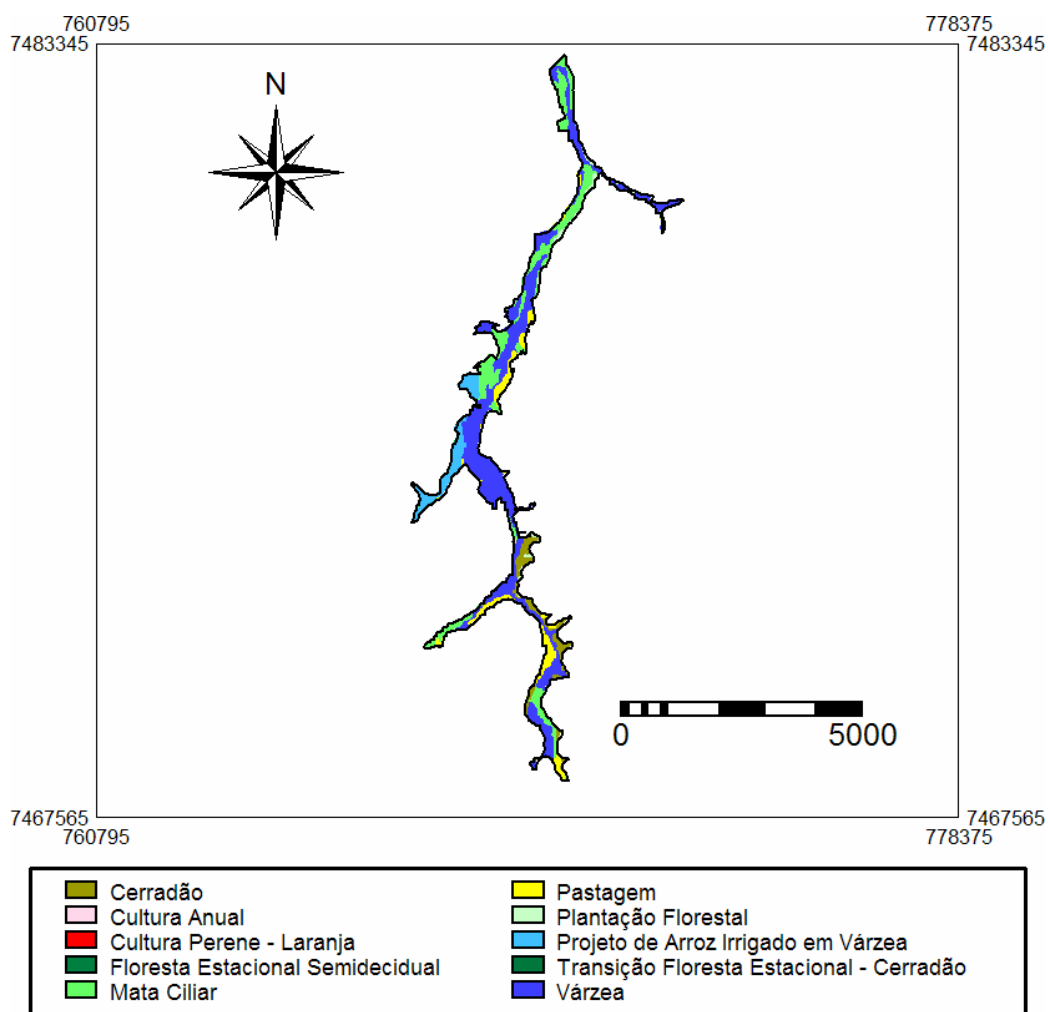 760795 778375
7483345 7483345
N
0 5000
7467565 7467565
760795 778375
Cerradão Pastagem
Cultura Anual Plantação Florestal
Cultura Perene - Laranja Projeto de Arroz Irrigado em Várzea
Floresta Estacional Semidecidual Transição Floresta Estacional - Cerradão
Mata Ciliar Várzea